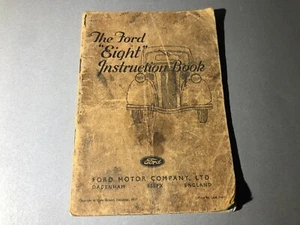 The Ford
"Eight"
Instruction Book
Ford
FORD MOTOR COMPANY, LTD
DAGENHAM ESSEX ENGLAND